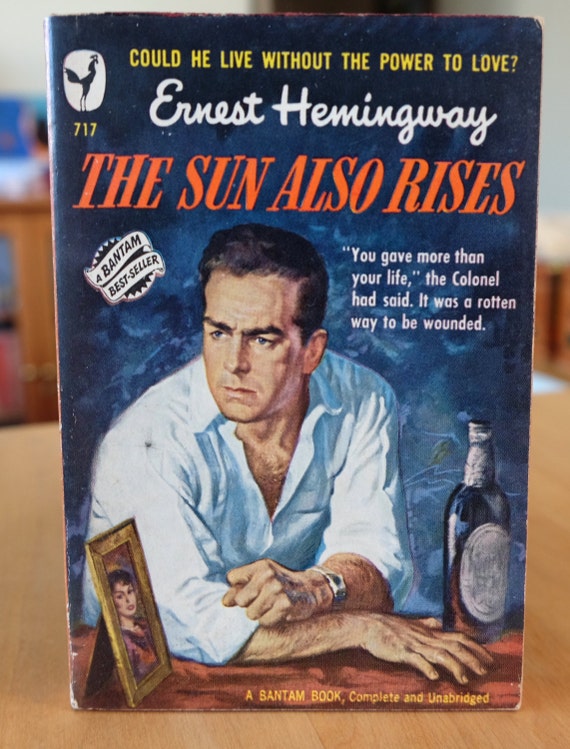 COULD HE LIVE WITHOUT THE POWER TO LOVE?
Ernest Hemingway
717
THE SUN ALSO RISES
A BANTAM
BEST-SELLER
"You gave more than
your life," the Colonel
had said. It was a rotten
way to be wounded.
A BANTAM BOOK, Complete and Unabridged